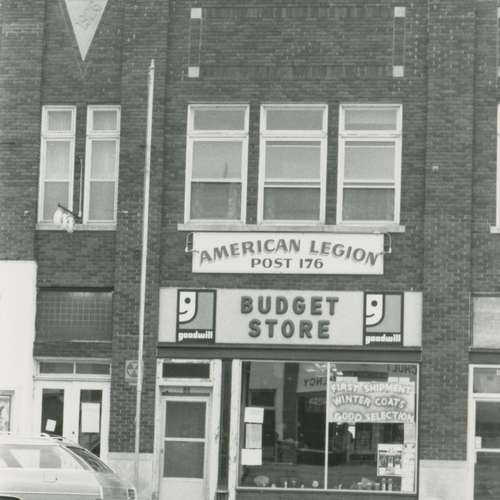 AMERICAN LEGION
POST 176
g
goodwill
BUDGET
STORE
g
goodwill
FIRST SHIPMENT
WINTER COATS
GOOD SELECTION